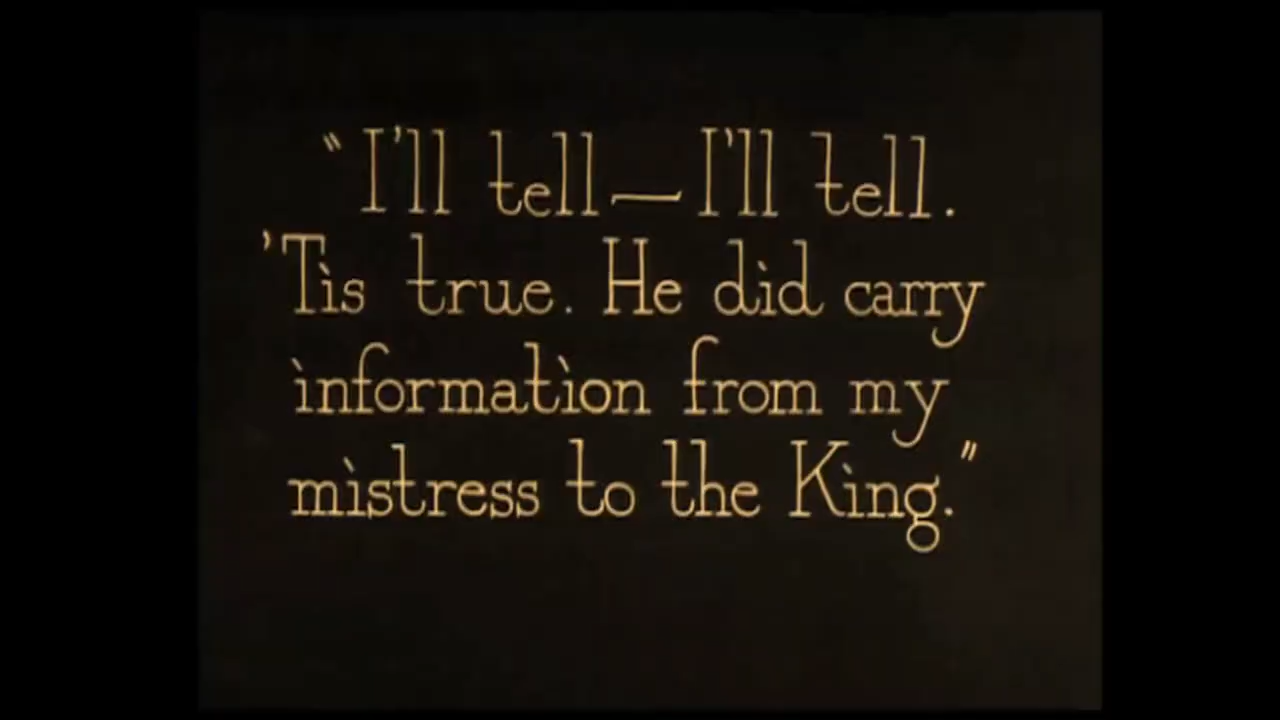 "I'll tell—I'll tell.
'Tis true. He did carry
information from my
mistress to the King."